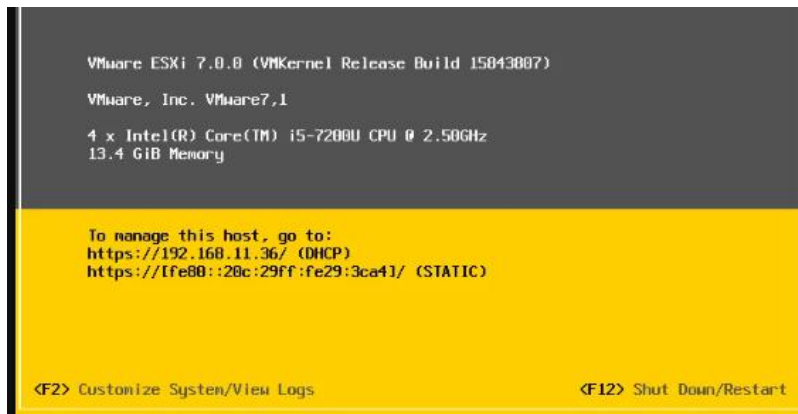 VMware ESXi 7.0.0 (VMKernel Release Build 15843807)
VMware, Inc. VMware7,1
4 x Intel(R) Core(TM) i5-7200U CPU @ 2.50GHz
13.4 GiB Memory
To manage this host, go to:
https://192.168.11.36/ (DHCP)
https://[fe80::20c:29ff:fe29:3ca4]/ (STATIC)
<F2> Customize System/View Logs
<F12> Shut Down/Restart